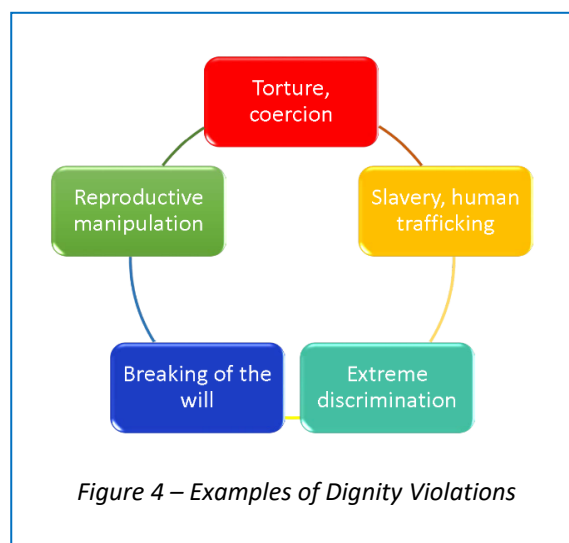 Torture,
coercion
Slavery, human
trafficking
Extreme
discrimination
Breaking of the
will
Reproductive
manipulation
Figure 4 – Examples of Dignity Violations